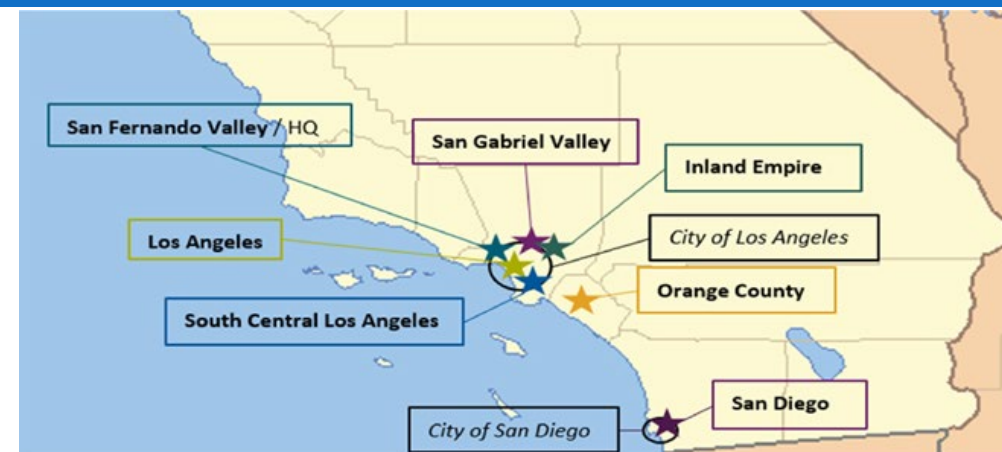 San Fernando Valley / HQ
San Gabriel Valley
Inland Empire
City of Los Angeles
Los Angeles
Orange County
South Central Los Angeles
San Diego
City of San Diego